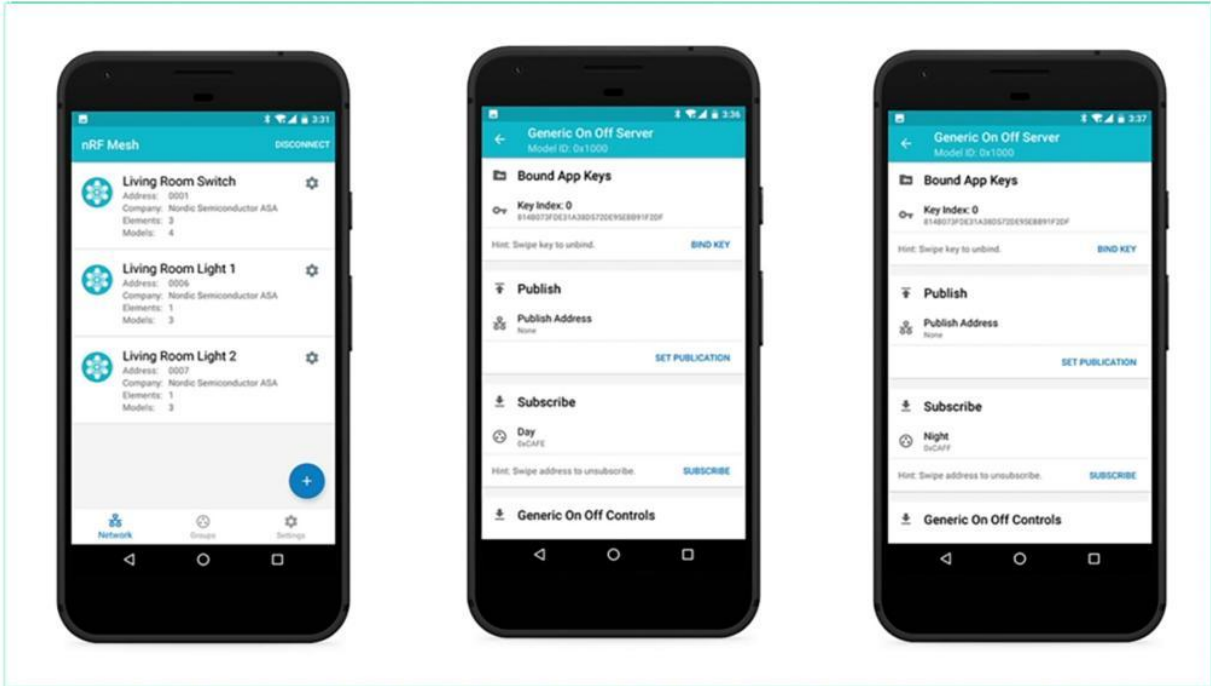 3:31
nRF Mesh
DISCONNECT
Living Room Switch
Address: 0001
Company: Nordic Semiconductor ASA
Elements: 3
Models: 4
Living Room Light 1
Address: 0006
Company: Nordic Semiconductor ASA
Elements: 1
Models: 3
Living Room Light 2
Address: 0007
Company: Nordic Semiconductor ASA
Elements: 1
Models: 3
+
Network
Groups
Settings
3:36
Generic On Off Server
Model ID: 0x1000
Bound App Keys
Key Index: 0
Hint: Swipe key to unbind.
BIND KEY
Publish
Publish Address
None
SET PUBLICATION
Subscribe
Day
0xCAFE
Hint: Swipe address to unsubscribe.
SUBSCRIBE
Generic On Off Controls
3:37
Generic On Off Server
Model ID: 0x1000
Bound App Keys
Key Index: 0
Hint: Swipe key to unbind.
BIND KEY
Publish
Publish Address
None
SET PUBLICATION
Subscribe
Night
0xCAFF
Hint: Swipe address to unsubscribe.
SUBSCRIBE
Generic On Off Controls